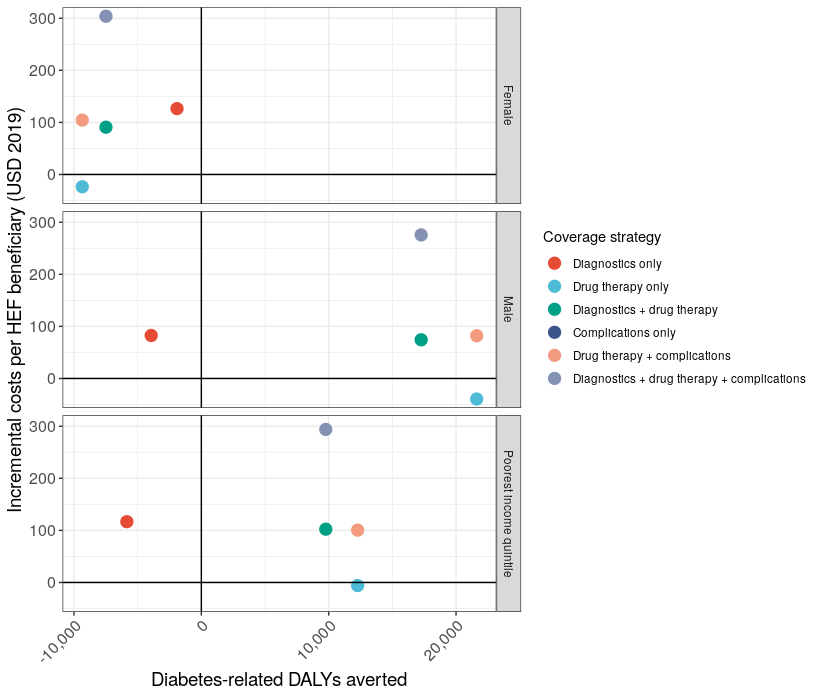 300
200
100
0
Female
300
200
100
0
Male
300
200
100
0
Poorest income quintile
-10,000
0
10,000
20,000
Diabetes-related DALYs averted
Incremental costs per HEF beneficiary (USD 2019)
Coverage strategy
Diagnostics only
Drug therapy only
Diagnostics + drug therapy
Complications only
Drug therapy + complications
Diagnostics + drug therapy + complications